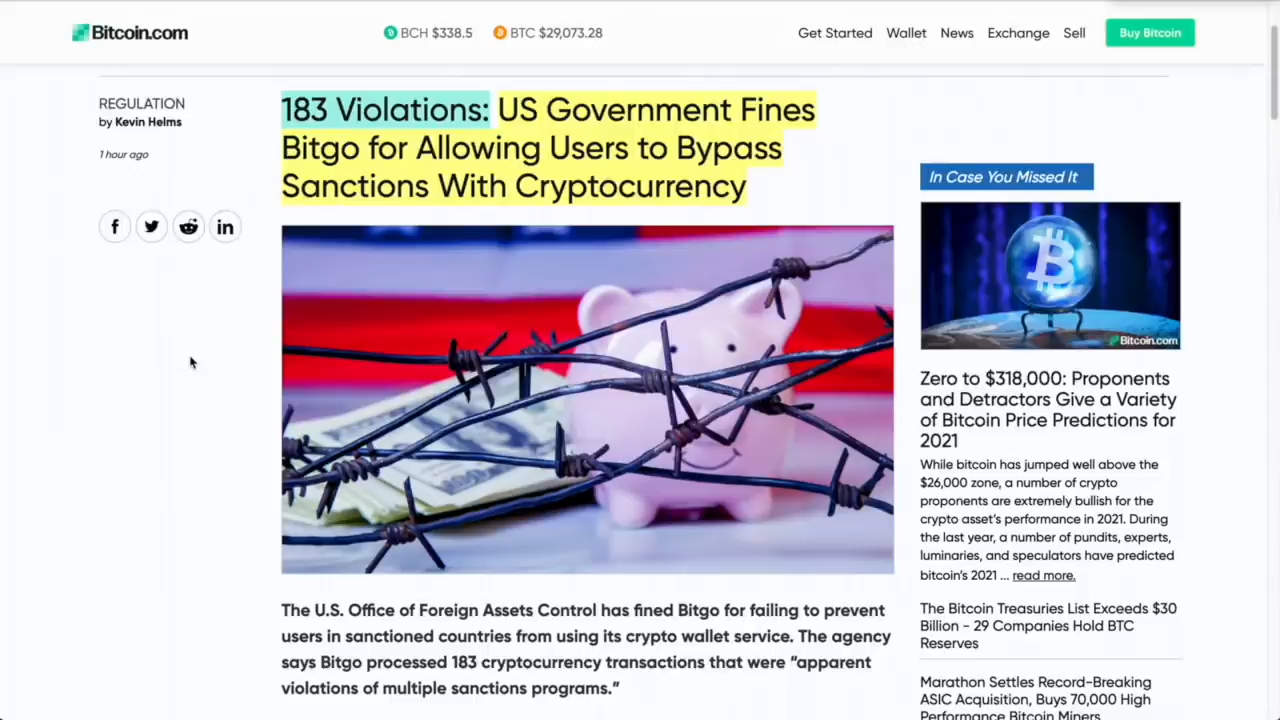 Bitcoin.com
BCH $338.5
BTC $29,073.28
Get Started
Wallet
News
Exchange
Sell
Buy Bitcoin
REGULATION
by Kevin Helms
1 hour ago
183 Violations: US Government Fines
Bitgo for Allowing Users to Bypass
Sanctions With Cryptocurrency
The U.S. Office of Foreign Assets Control has fined Bitgo for failing to prevent
users in sanctioned countries from using its crypto wallet service. The agency
says Bitgo processed 183 cryptocurrency transactions that were “apparent
violations of multiple sanctions programs.”
In Case You Missed It
Bitcoin.com
Zero to $318,000: Proponents
and Detractors Give a Variety
of Bitcoin Price Predictions for
2021
While bitcoin has jumped well above the
$26,000 zone, a number of crypto
proponents are extremely bullish for the
crypto asset’s performance in 2021. During
the last year, a number of pundits, experts,
luminaries, and speculators have predicted
bitcoin’s 2021 ... read more.
The Bitcoin Treasuries List Exceeds $30
Billion - 29 Companies Hold BTC
Reserves
Marathon Settles Record-Breaking
ASIC Acquisition, Buys 70,000 High
Performance Bitcoin Miners